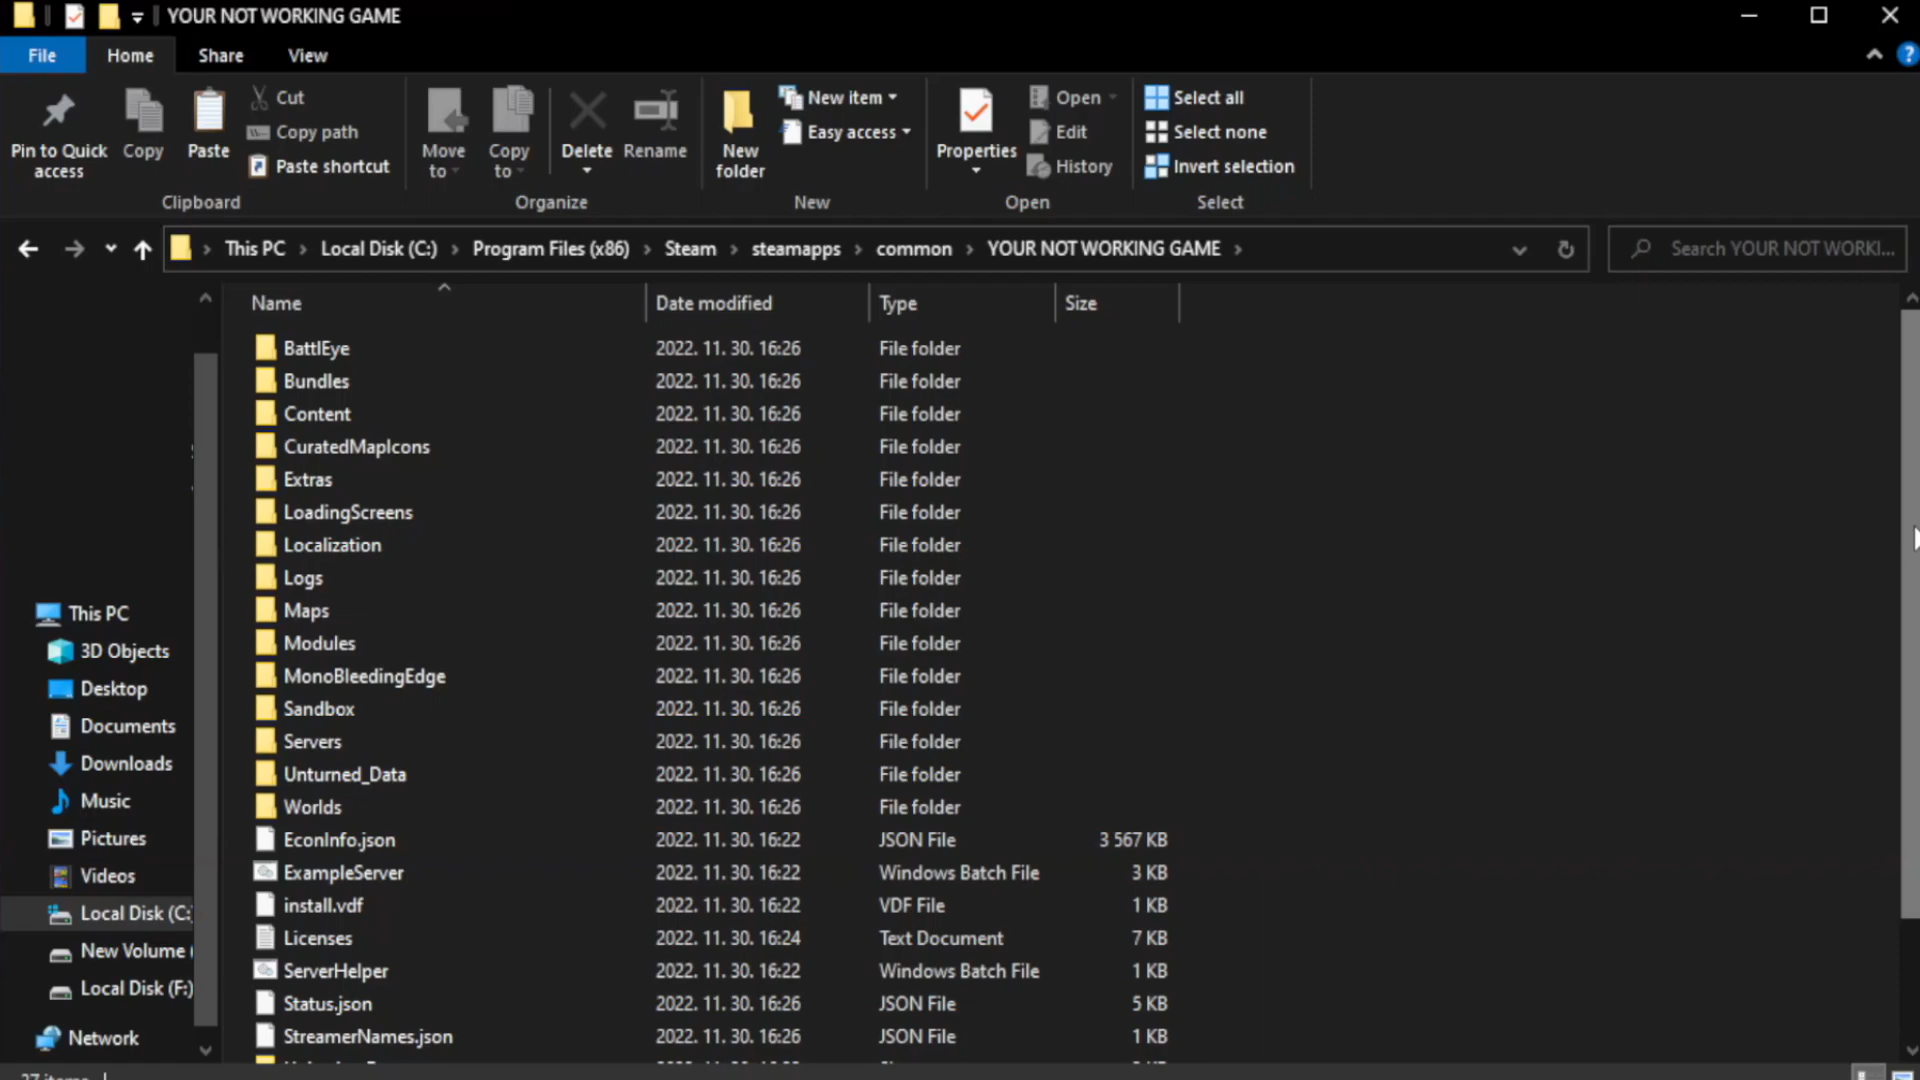 YOUR NOT WORKING GAME
File Home Share View
Pin to Quick access
Copy
Paste
Cut
Copy path
Paste shortcut
Move to
Copy to
Delete
Rename
New folder
New item
Easy access
Properties
Open
Edit
History
Select all
Select none
Invert selection
Clipboard Organize New Open Select
This PC Local Disk (C:) Program Files (x86) Steam steamapps common YOUR NOT WORKING GAME
Search YOUR NOT WORKI...
Name Date modified Type Size
BattlEye 2022. 11. 30. 16:26 File folder
Bundles 2022. 11. 30. 16:26 File folder
Content 2022. 11. 30. 16:26 File folder
CuratedMapIcons 2022. 11. 30. 16:26 File folder
Extras 2022. 11. 30. 16:26 File folder
LoadingScreens 2022. 11. 30. 16:26 File folder
Localization 2022. 11. 30. 16:26 File folder
Logs 2022. 11. 30. 16:26 File folder
Maps 2022. 11. 30. 16:26 File folder
Modules 2022. 11. 30. 16:26 File folder
MonoBleedingEdge 2022. 11. 30. 16:26 File folder
Sandbox 2022. 11. 30. 16:26 File folder
Servers 2022. 11. 30. 16:26 File folder
Unturned_Data 2022. 11. 30. 16:26 File folder
Worlds 2022. 11. 30. 16:26 File folder
EconInfo.json 2022. 11. 30. 16:22 JSON File 3 567 KB
ExampleServer 2022. 11. 30. 16:22 Windows Batch File 3 KB
install.vdf 2022. 11. 30. 16:22 VDF File 1 KB
Licenses 2022. 11. 30. 16:24 Text Document 7 KB
ServerHelper 2022. 11. 30. 16:22 Windows Batch File 1 KB
Status.json 2022. 11. 30. 16:26 JSON File 5 KB
StreamerNames.json 2022. 11. 30. 16:26 JSON File 1 KB
This PC
3D Objects
Desktop
Documents
Downloads
Music
Pictures
Videos
Local Disk (C:
New Volume (
Local Disk (F:)
Network